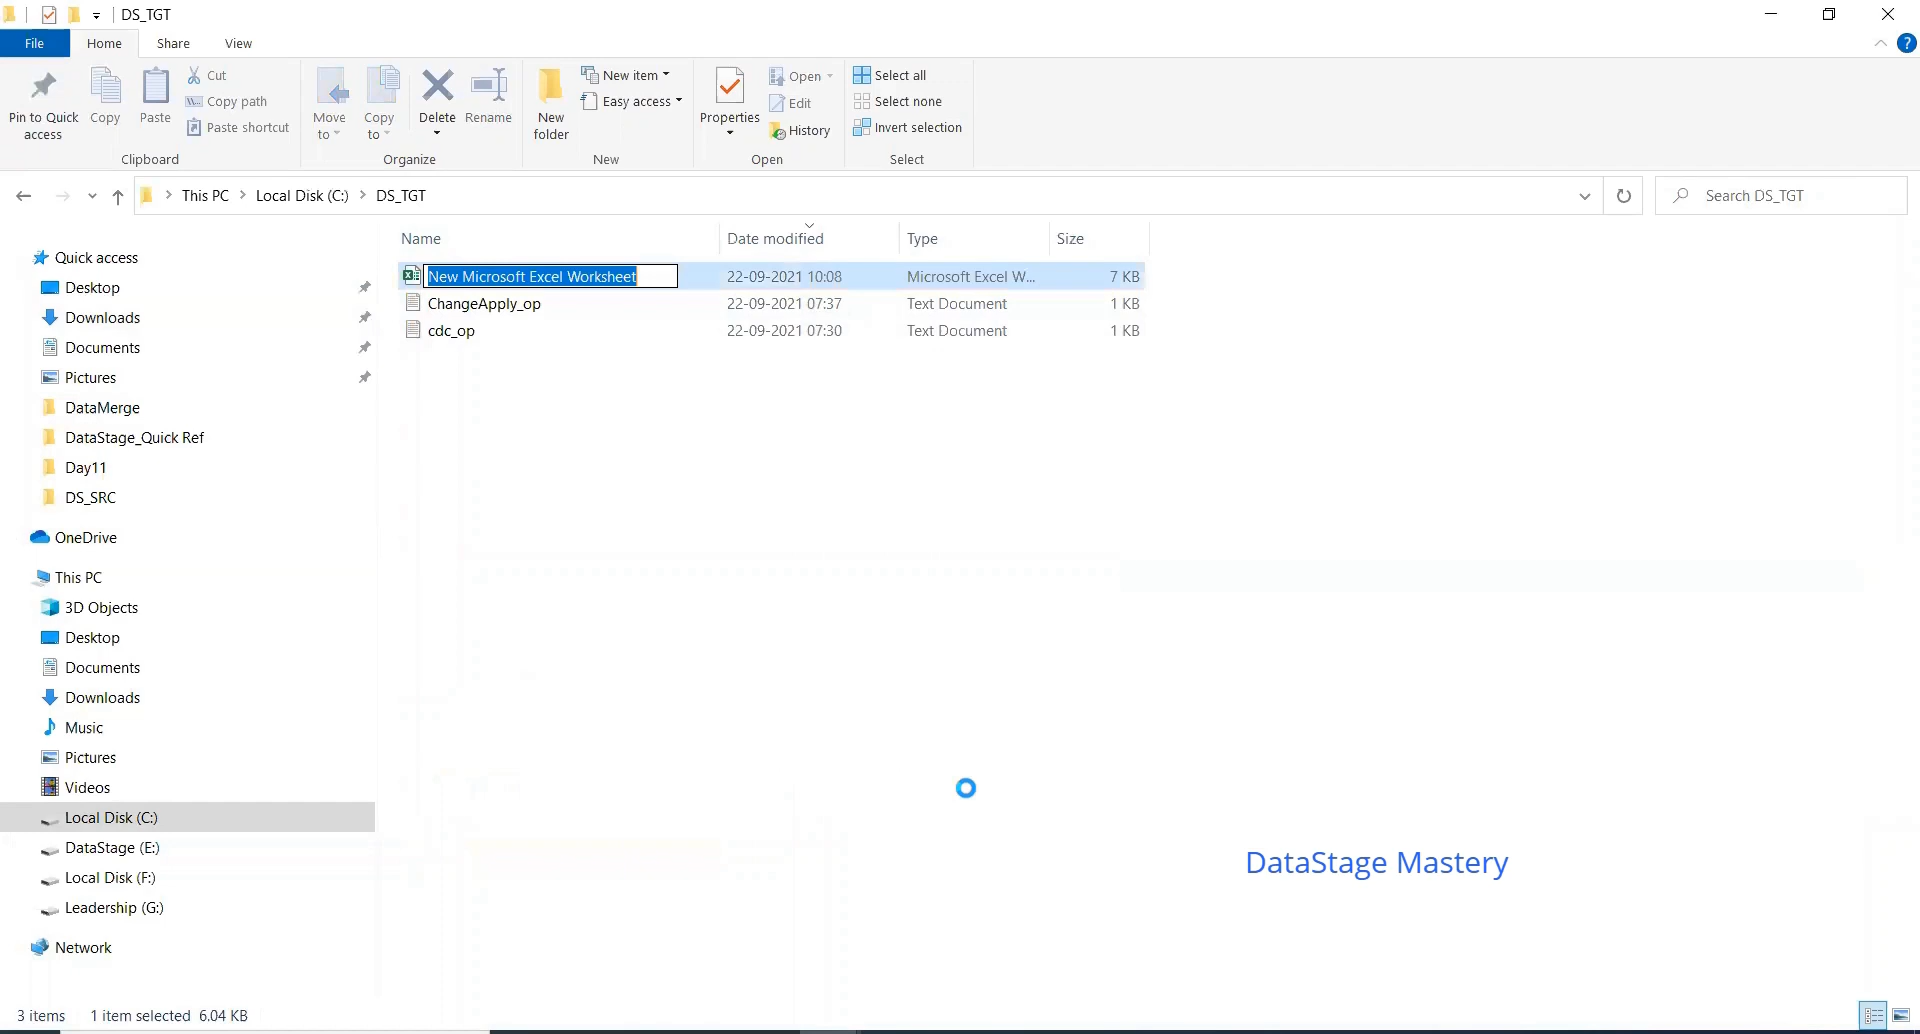 DS_TGT
File Home Share View
Pin to Quick access
Copy
Paste
Cut
Copy path
Paste shortcut
Clipboard
Move to
Copy to
Delete
Rename
Organize
New folder
New item
Easy access
New
Properties
Open
Edit
History
Open
Select all
Select none
Invert selection
Select
This PC > Local Disk (C:) > DS_TGT
Search DS_TGT
Name Date modified Type Size
New Microsoft Excel Worksheet 22-09-2021 10:08 Microsoft Excel W... 7 KB
ChangeApply_op 22-09-2021 07:37 Text Document 1 KB
cdc_op 22-09-2021 07:30 Text Document 1 KB
Quick access
Desktop
Downloads
Documents
Pictures
DataMerge
DataStage_Quick Ref
Day11
DS_SRC
OneDrive
This PC
3D Objects
Desktop
Documents
Downloads
Music
Pictures
Videos
Local Disk (C:)
DataStage (E:)
Local Disk (F:)
Leadership (G:)
Network
DataStage Mastery
3 items 1 item selected 6.04 KB